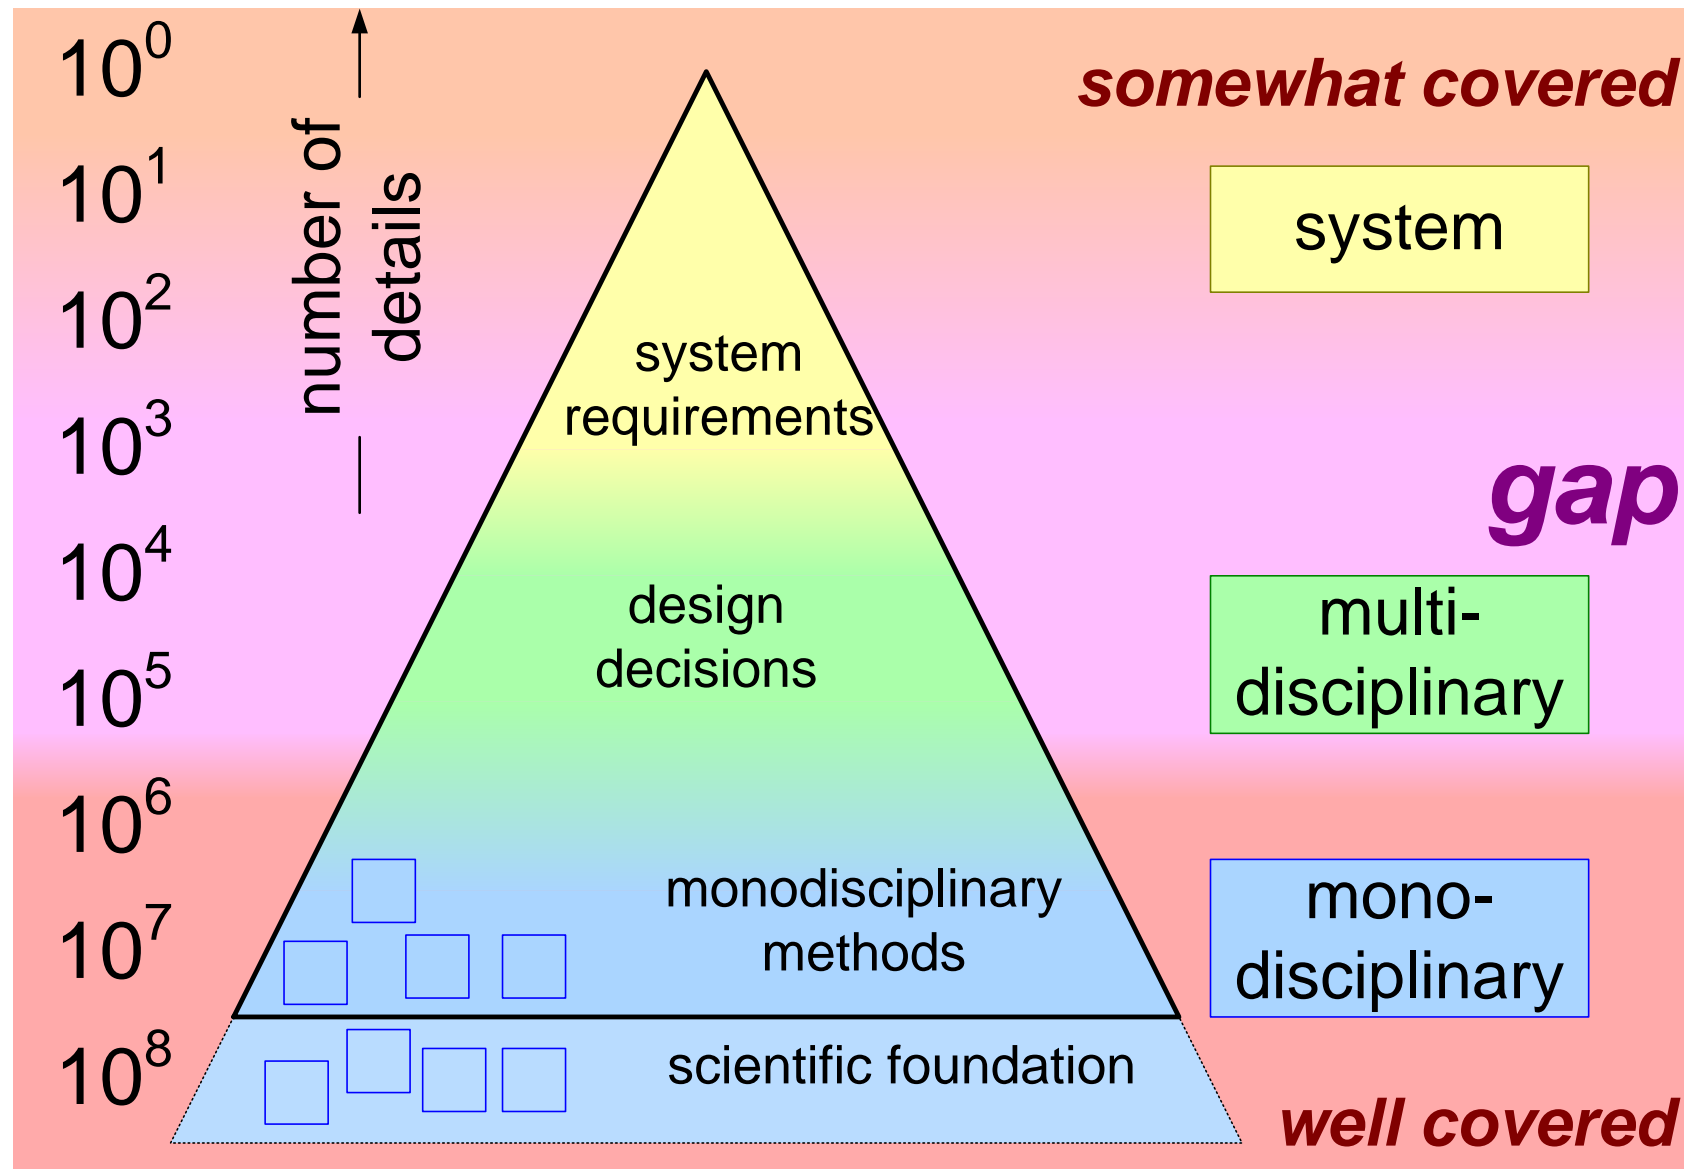 10^0
10^1
10^2
10^3
10^4
10^5
10^6
10^7
10^8
number of
details
system
requirements
design
decisions
monodisciplinary
methods
scientific foundation
somewhat covered
system
gap
multi-
disciplinary
mono-
disciplinary
well covered